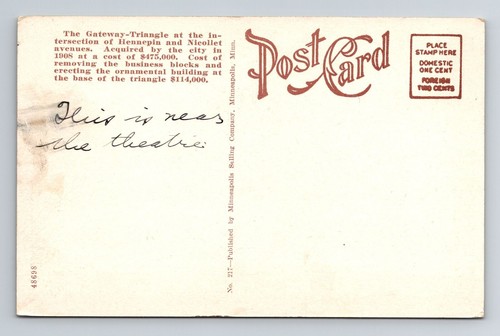 The Gateway-Triangle at the in-
tersection of Hennepin and Nicollet
avenues. Acquired by the city in
1908 at a cost of $475,000. Cost of
removing the business blocks and
erecting the ornamental building at
the base of the triangle $114,000.
This is near
the theatre
Post Card
PLACE
STAMP HERE
DOMESTIC
ONE CENT
FOREIGN
TWO CENTS
No. 217—Published by Minneapolis Selling Company, Minneapolis, Minn.
48698